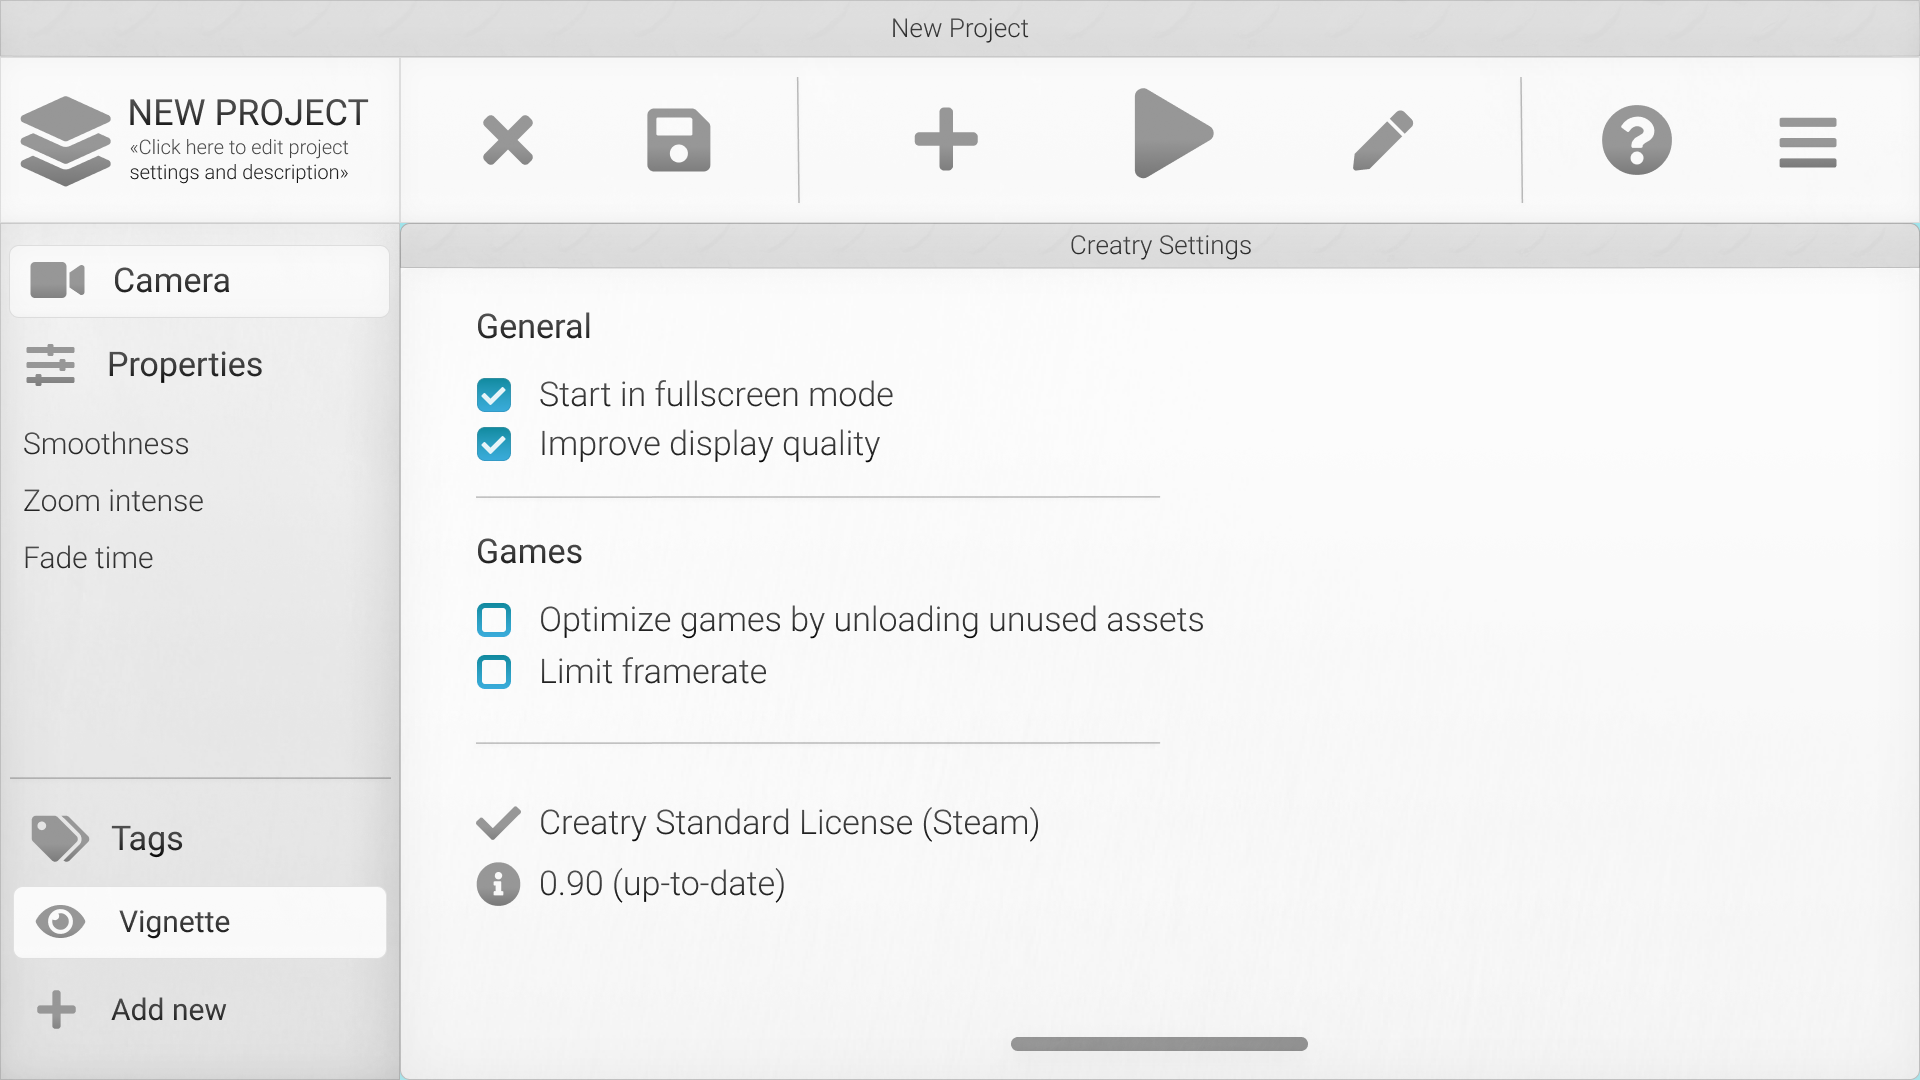 New Project
NEW PROJECT
«Click here to edit project
settings and description»
Camera
Properties
Smoothness
Zoom intense
Fade time
Tags
Vignette
Add new
Creatry Settings
General
Start in fullscreen mode
Improve display quality
Games
Optimize games by unloading unused assets
Limit framerate
Creatry Standard License (Steam)
0.90 (up-to-date)